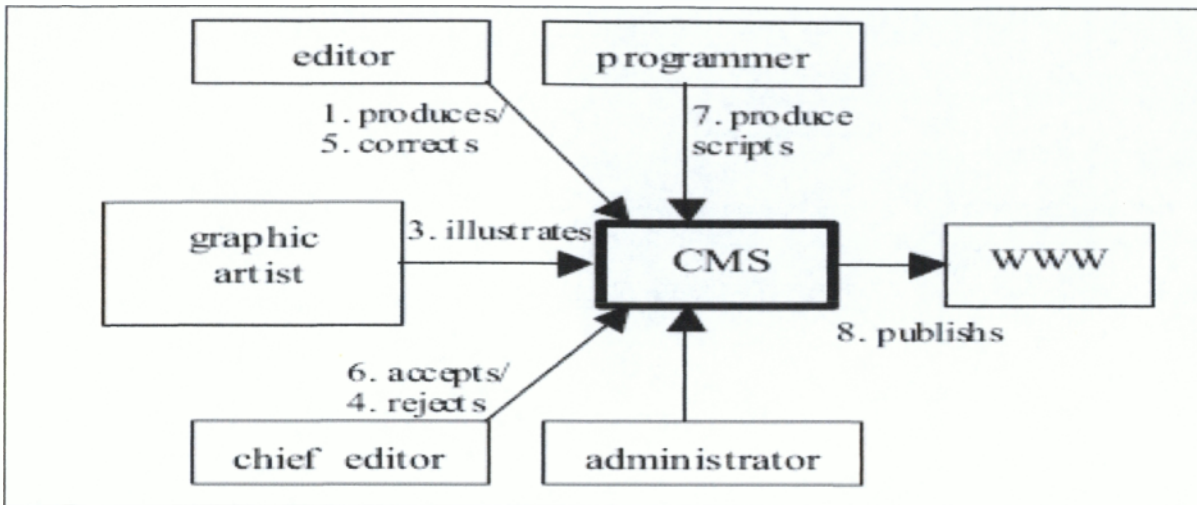 editor
programmer
1. produces/
5. corrects
7. produce
scripts
graphic
artist
3. illustrates
CMS
WWW
8. publishs
6. accepts/
4. rejects
chief editor
administrator